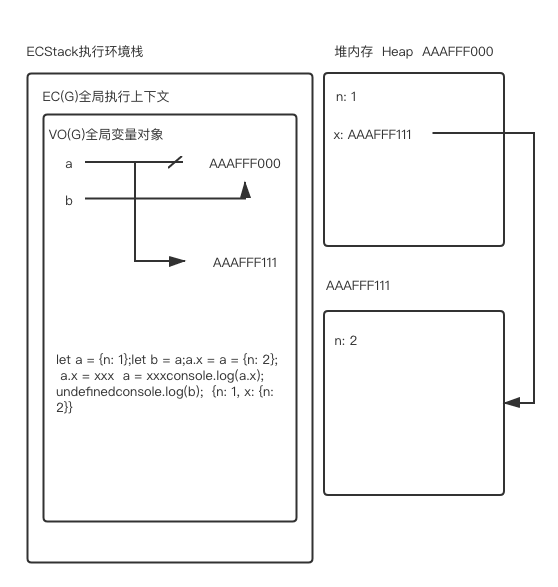 ECStack执行环境栈
堆内存 Heap AAAFFF000
EC(G)全局执行上下文
n: 1
VO(G)全局变量对象
x: AAAFFF111
a
AAAFFF000
b
AAAFFF111
AAAFFF111
n: 2
let a = {n: 1};let b = a;a.x = a = {n: 2};
a.x = xxx a = xxxconsole.log(a.x);
undefinedconsole.log(b); {n: 1, x: {n:
2}}